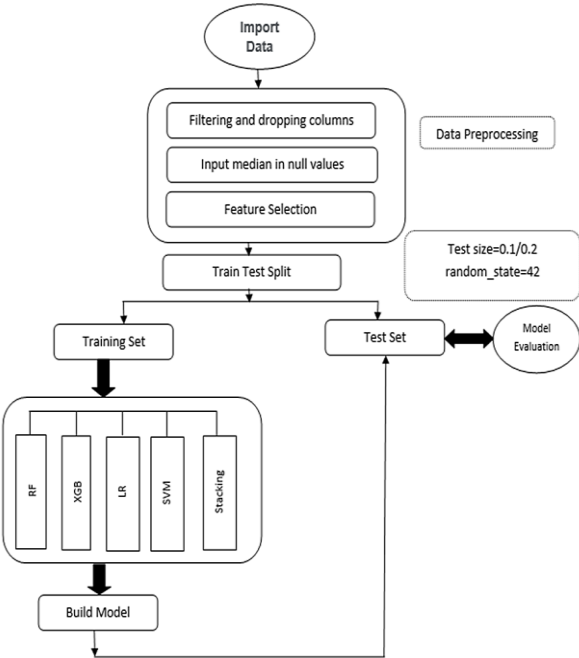 Import
Data
Filtering and dropping columns
Data Preprocessing
Input median in null values
Feature Selection
Test size=0.1/0.2
random_state=42
Train Test Split
Training Set
Test Set
Model
Evaluation
RF
XGB
LR
SVM
Stacking
Build Model